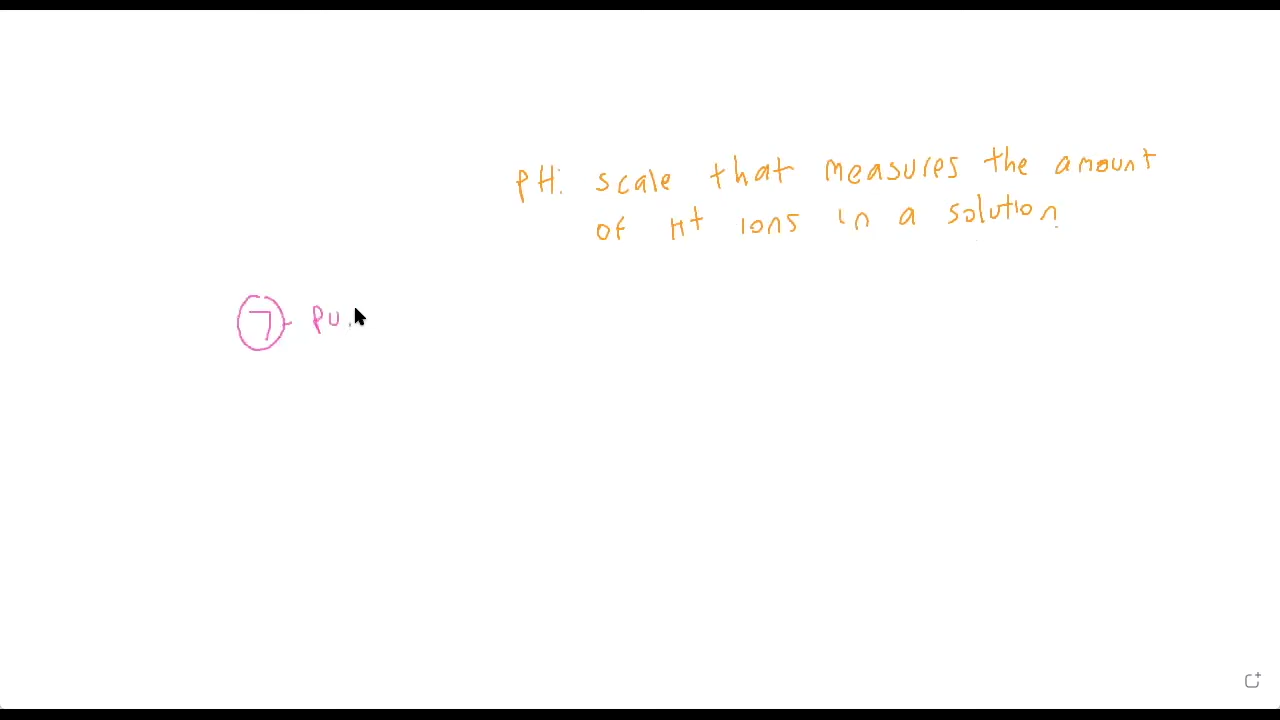 PH: scale that measures the amount
of H+ ions in a solution
7 - PU